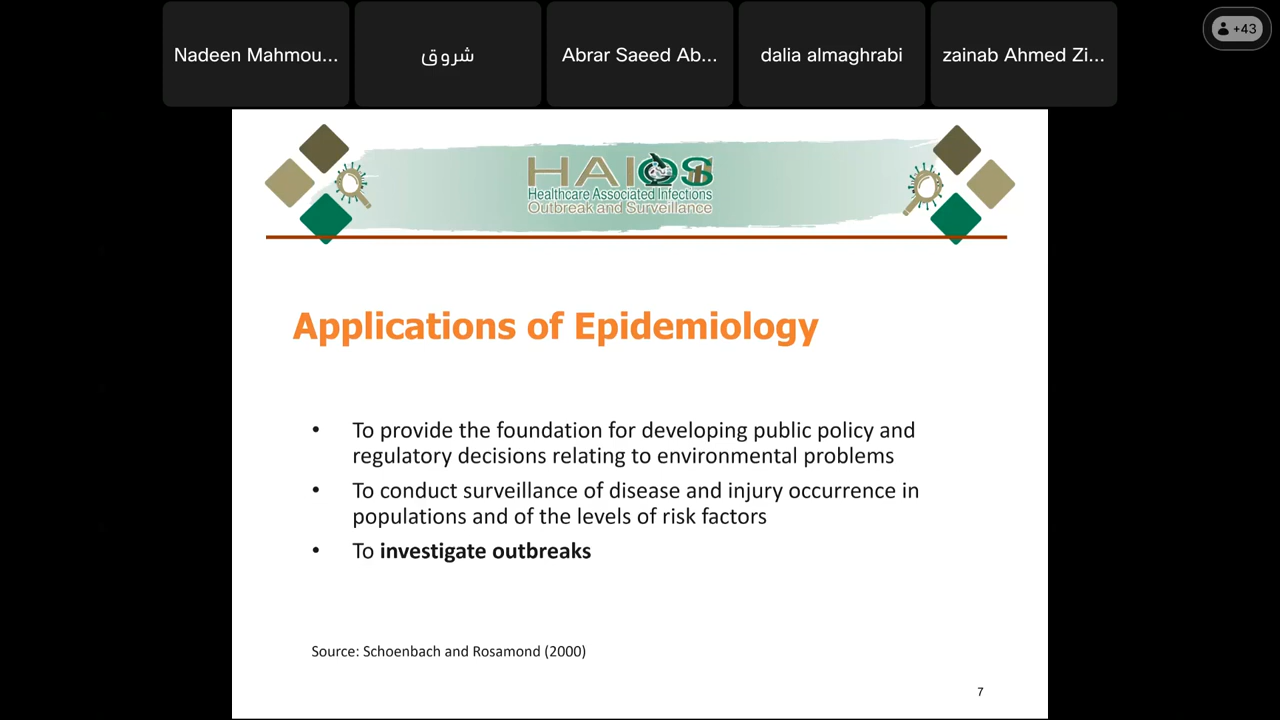 Nadeen Mahmou...
شروق
Abrar Saeed Ab...
dalia almaghrabi
zainab Ahmed Zi...
+43
HAIOS
Healthcare Associated Infections
Outbreak and Surveillance
Applications of Epidemiology
• To provide the foundation for developing public policy and
regulatory decisions relating to environmental problems
• To conduct surveillance of disease and injury occurrence in
populations and of the levels of risk factors
• To investigate outbreaks
Source: Schoenbach and Rosamond (2000)
7